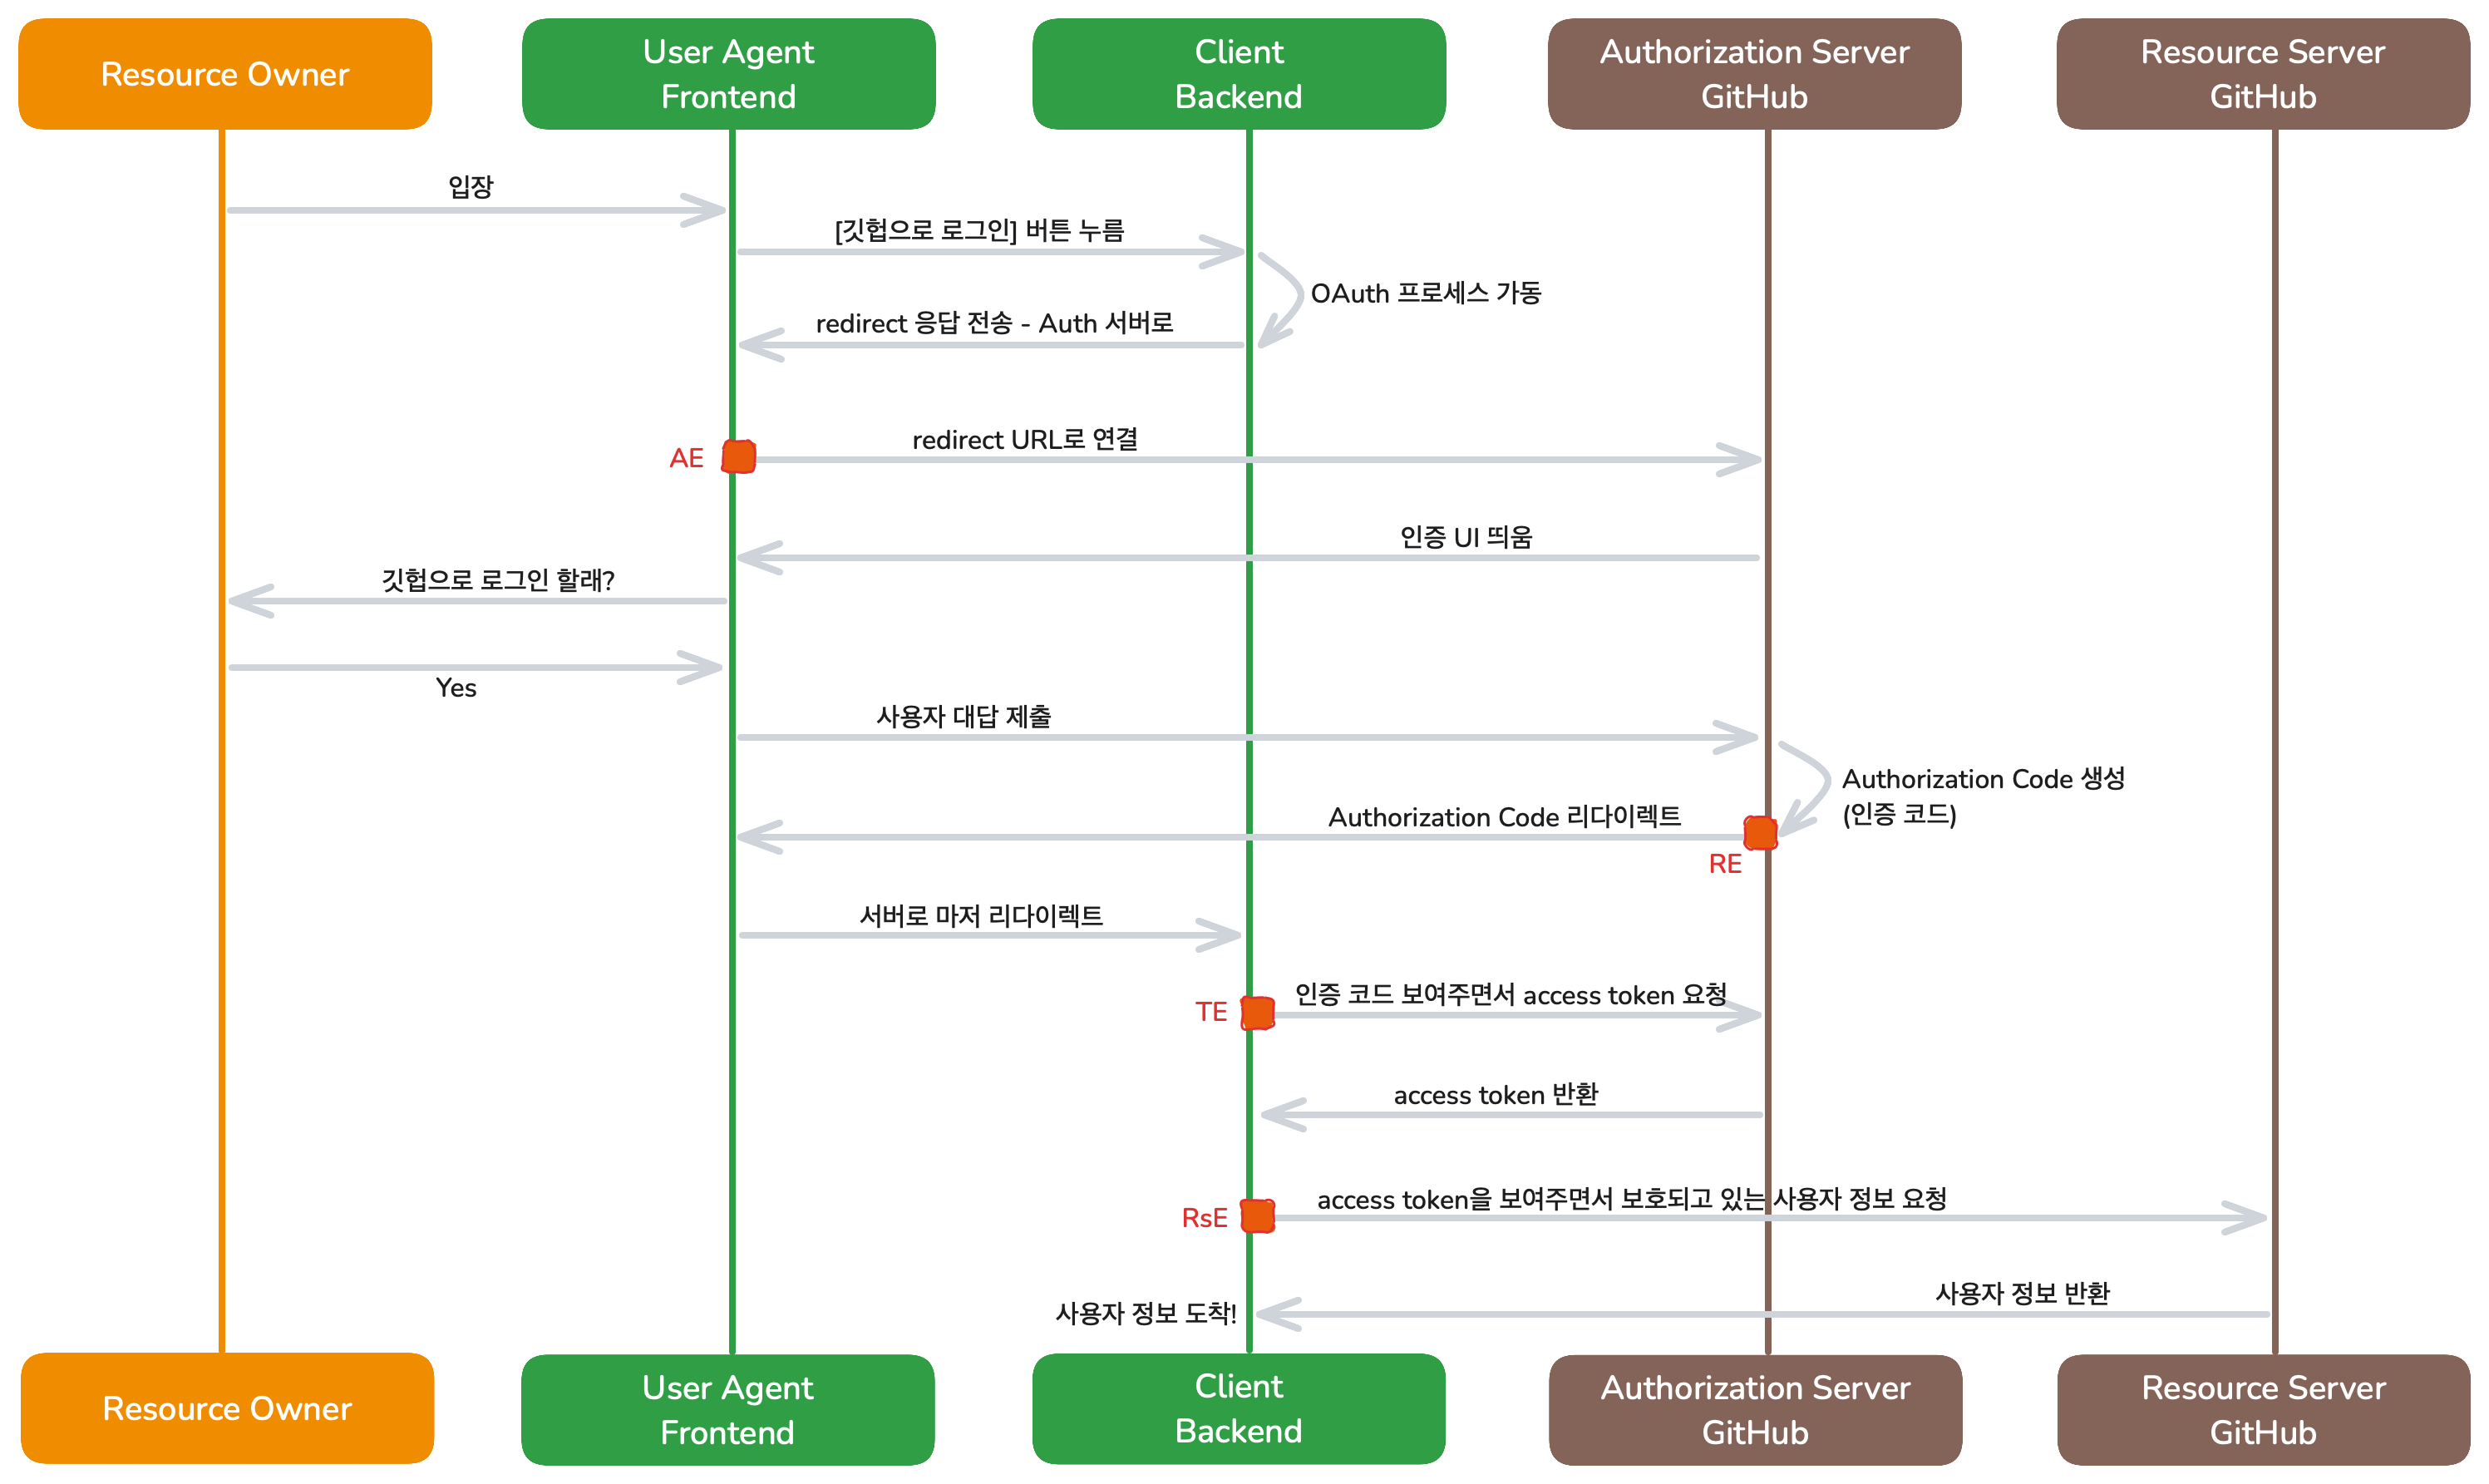 Resource Owner
User Agent
Frontend
Client
Backend
Authorization Server
GitHub
Resource Server
GitHub
입장
[깃헙으로 로그인] 버튼 누름
OAuth 프로세스 가동
redirect 응답 전송 - Auth 서버로
redirect URL로 연결
AE
인증 UI 띄움
깃헙으로 로그인 할래?
Yes
사용자 대답 제출
Authorization Code 생성
(인증 코드)
Authorization Code 리다이렉트
RE
서버로 마저 리다이렉트
인증 코드 보여주면서 access token 요청
TE
access token 반환
access token을 보여주면서 보호되고 있는 사용자 정보 요청
RsE
사용자 정보 반환
사용자 정보 도착!
Resource Owner
User Agent
Frontend
Client
Backend
Authorization Server
GitHub
Resource Server
GitHub